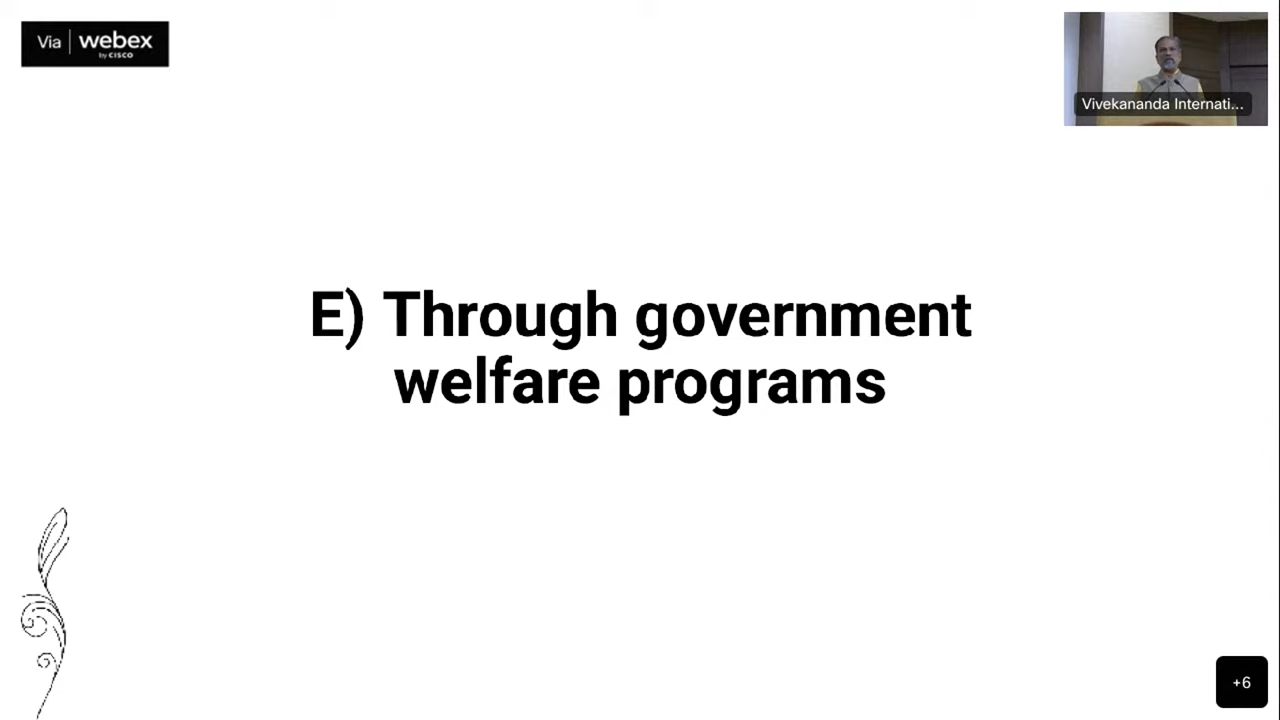 Via | webex
by CISCO
Vivekananda Internati...
E) Through government
welfare programs
+6